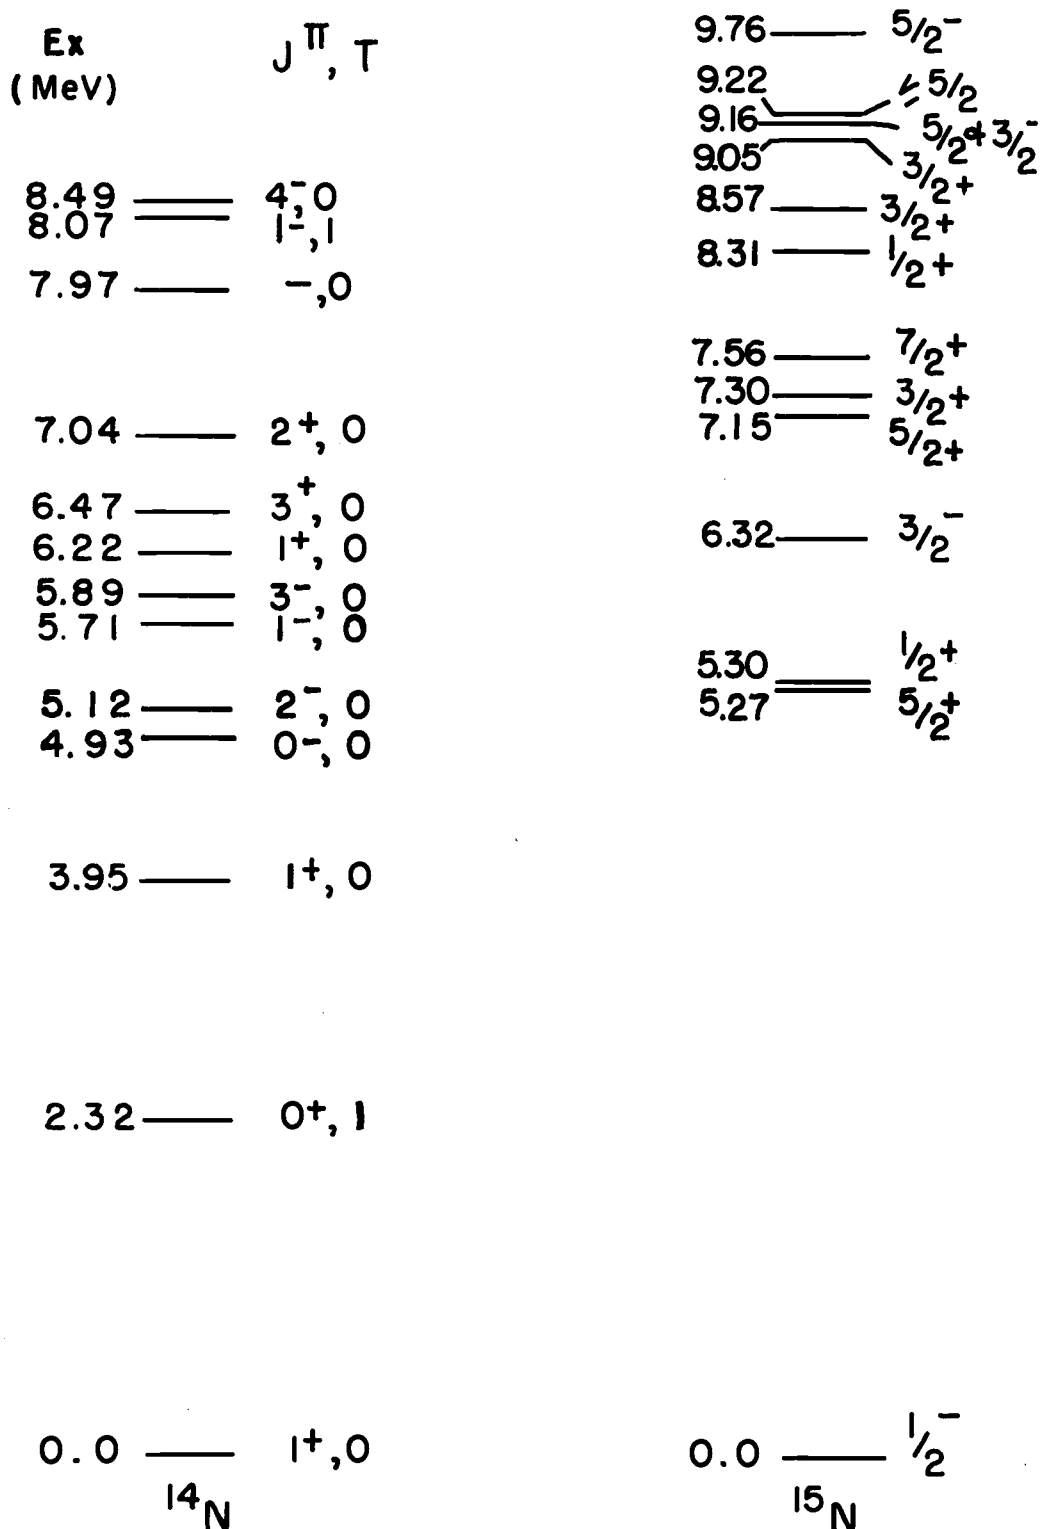 Ex
(MeV)
J^π, T
8.49 4⁻, 0
8.07 1⁻, 1
7.97 −, 0
7.04 2⁺, 0
6.47 3⁺, 0
6.22 1⁺, 0
5.89 3⁻, 0
5.71 1⁻, 0
5.12 2⁻, 0
4.93 0⁻, 0
3.95 1⁺, 0
2.32 0⁺, 1
0.0 1⁺, 0
¹⁴N
9.76 5/2⁻
9.22 5/2
9.16 5/2 3/2⁻
9.05 3/2+
8.57 3/2+
8.31 1/2+
7.56 7/2+
7.30 3/2+
7.15 5/2+
6.32 3/2⁻
5.30 1/2+
5.27 5/2+
0.0 1/2⁻
¹⁵N